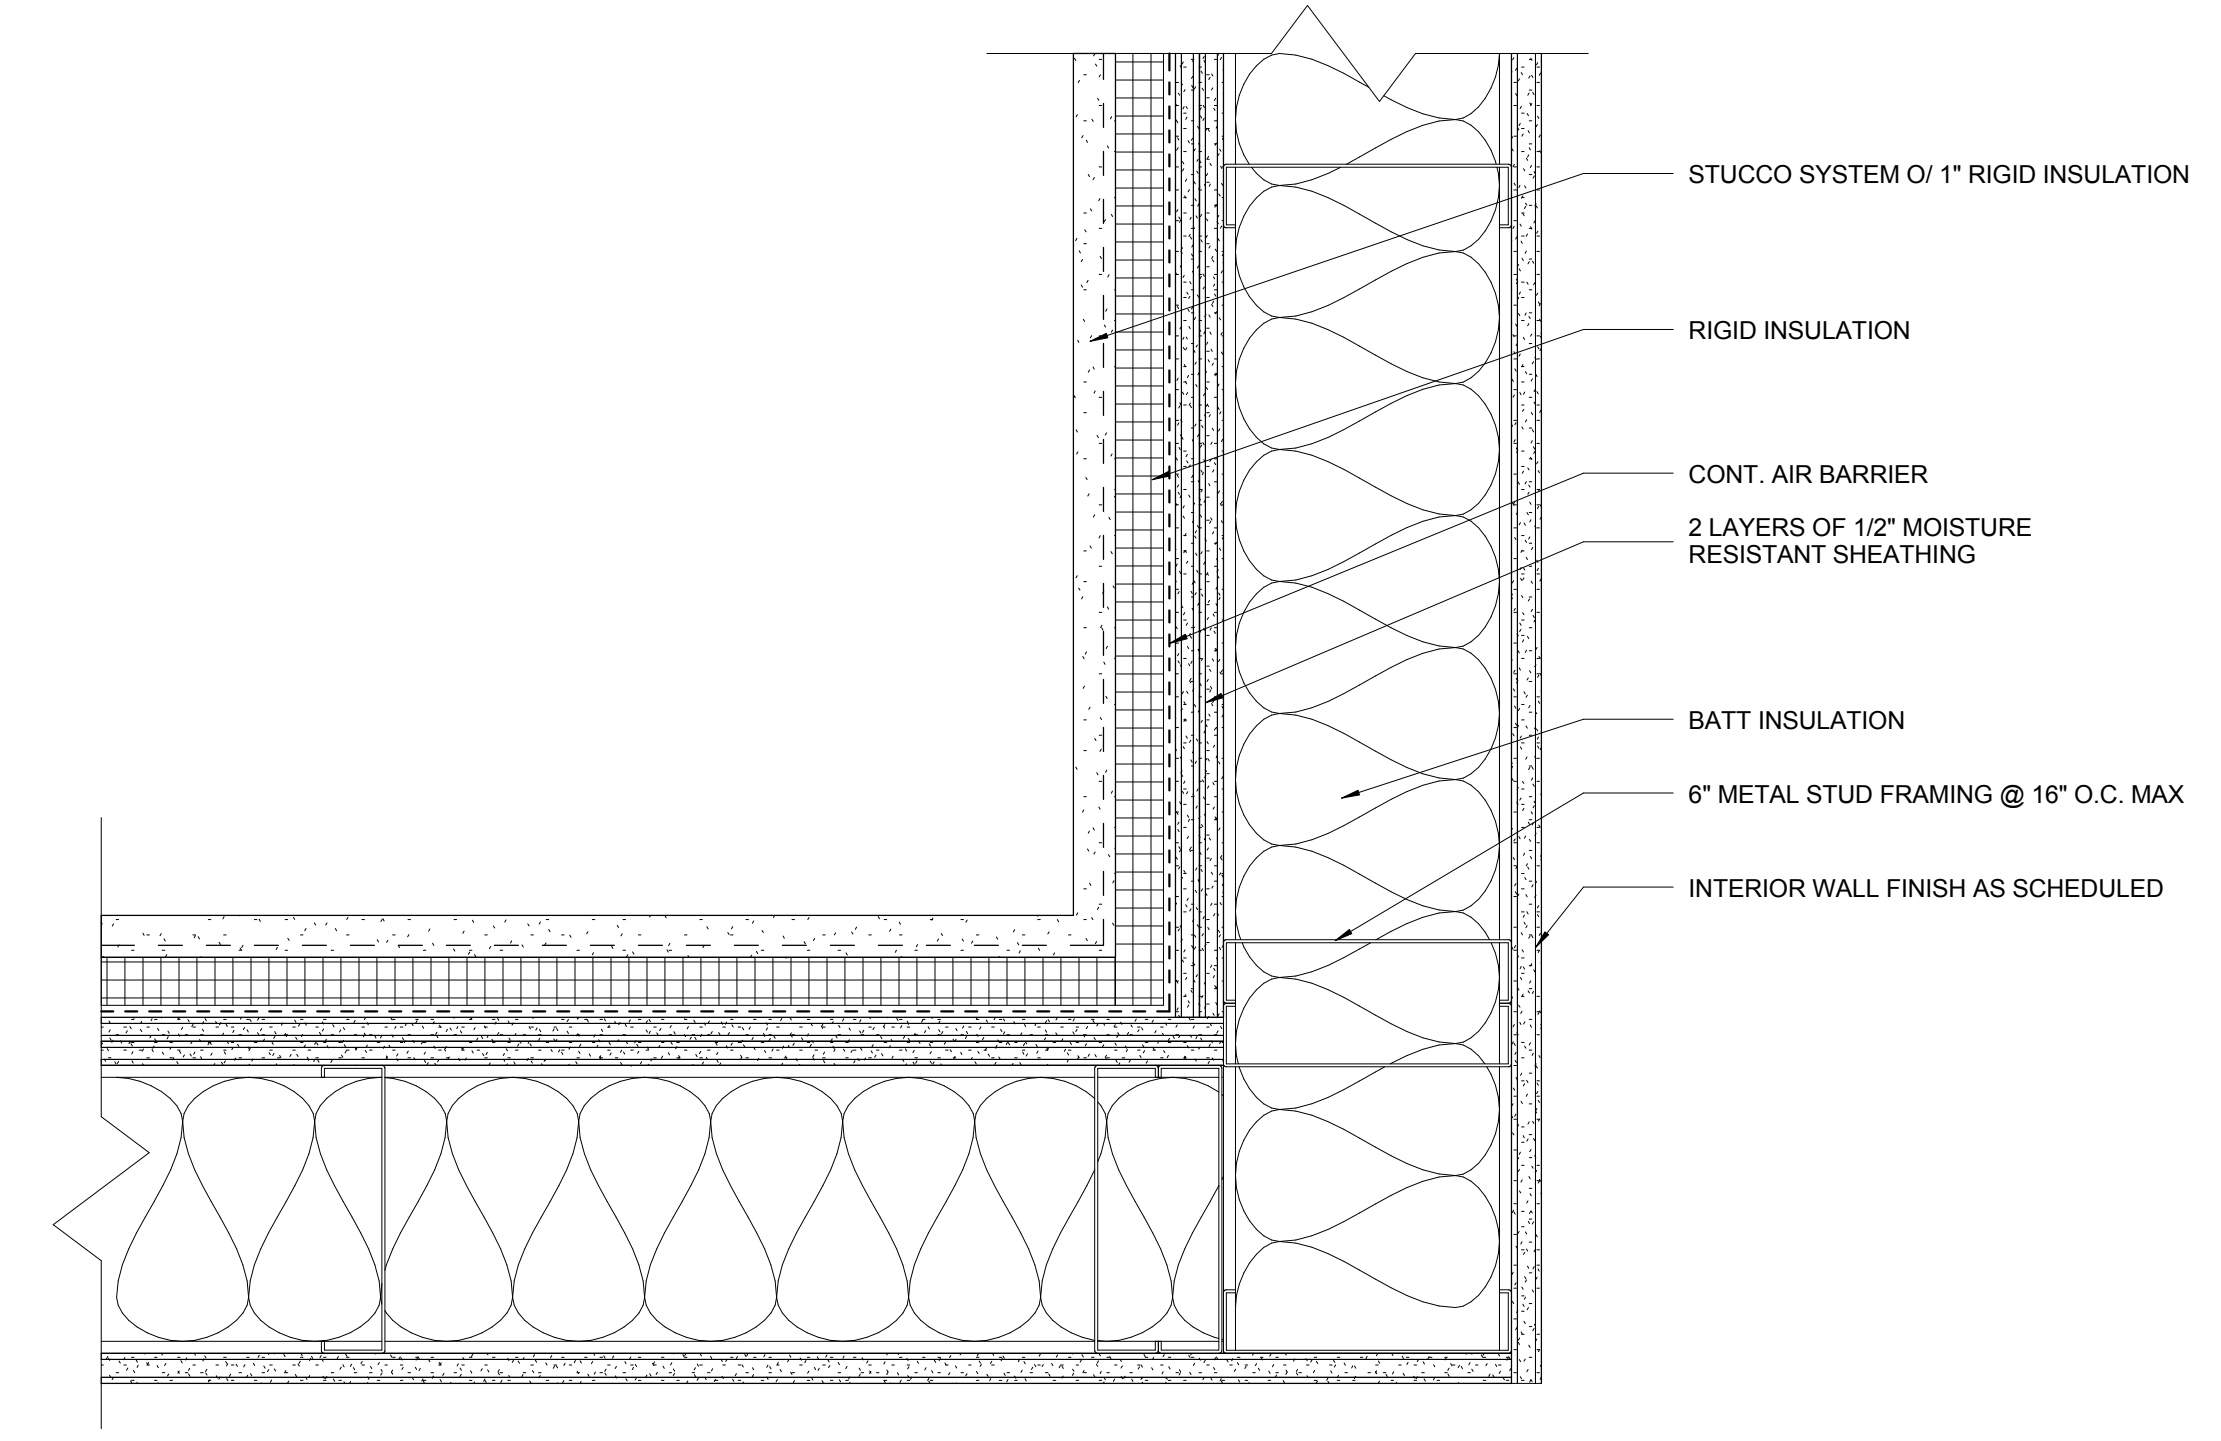 STUCCO SYSTEM O/ 1" RIGID INSULATION
RIGID INSULATION
CONT. AIR BARRIER
2 LAYERS OF 1/2" MOISTURE
RESISTANT SHEATHING
BATT INSULATION
6" METAL STUD FRAMING @ 16" O.C. MAX
INTERIOR WALL FINISH AS SCHEDULED